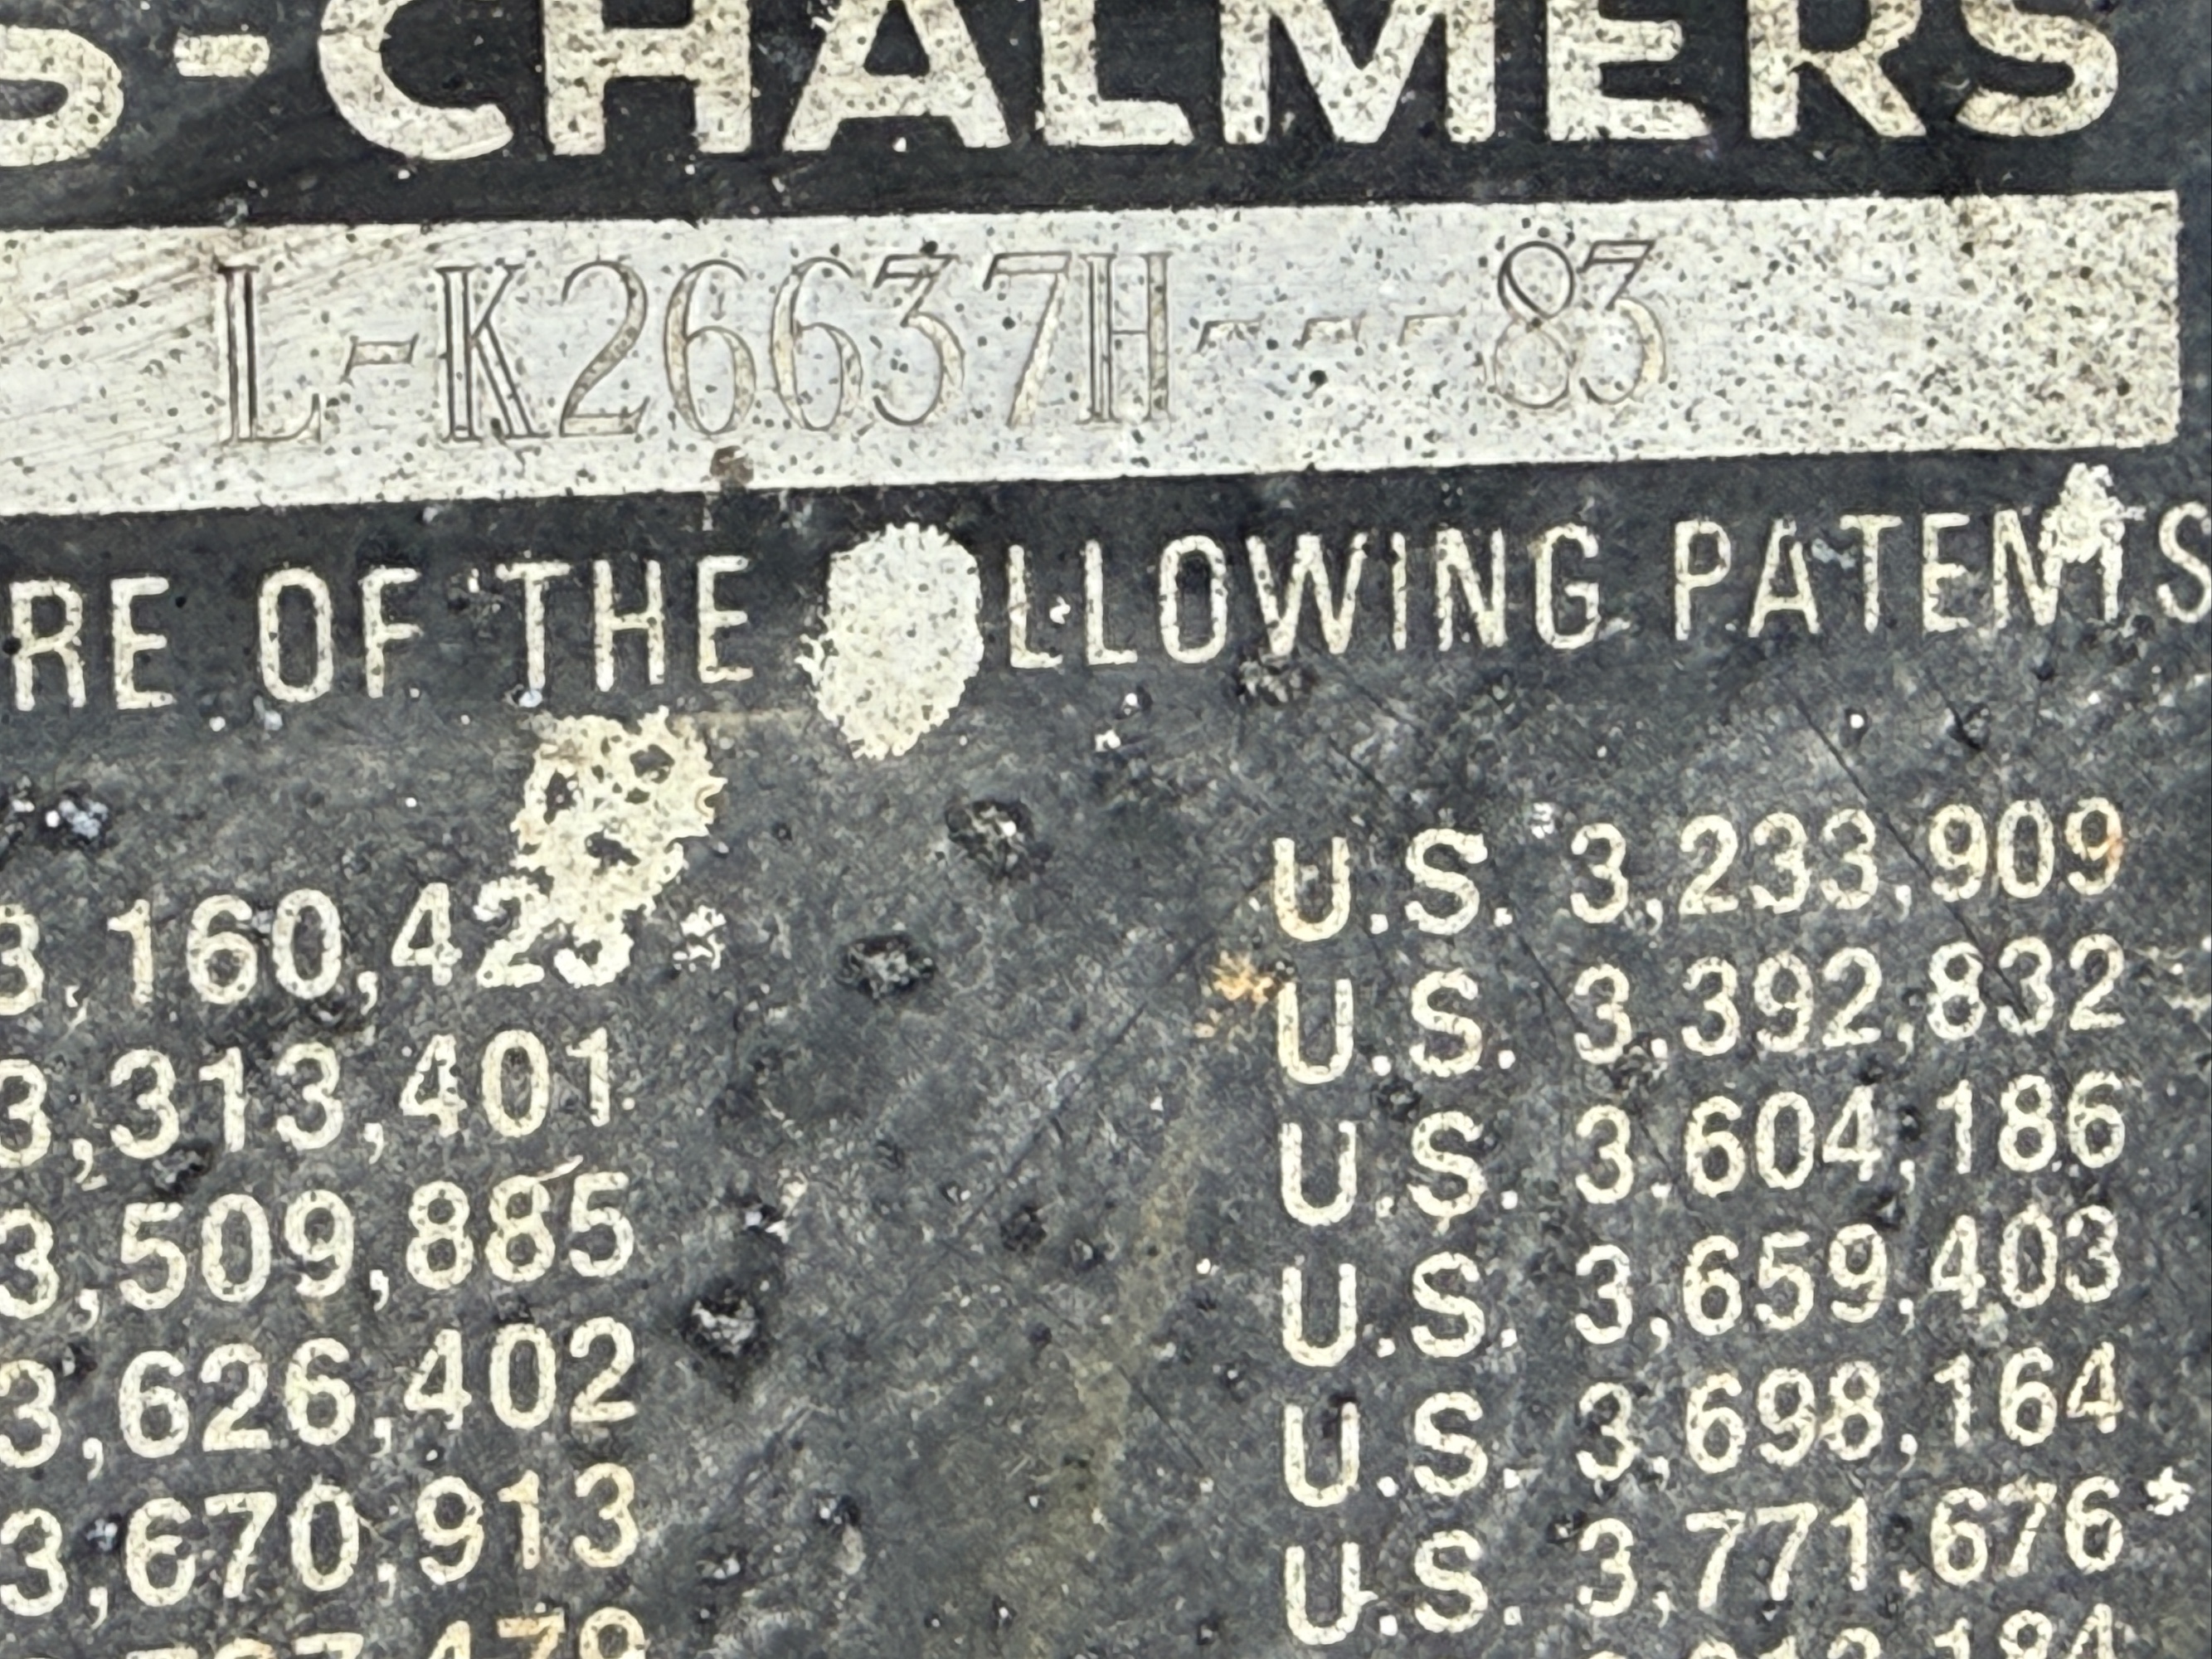 S-CHALMERS
L-K26637H---83
RE OF THE LLOWING PATENTS
3,160,423 U.S. 3,233,909
3,313,401 U.S. 3,392,832
3,509,885 U.S. 3,604,186
3,626,402 U.S. 3,659,403
3,670,913 U.S. 3,698,164
U.S. 3,771,676*